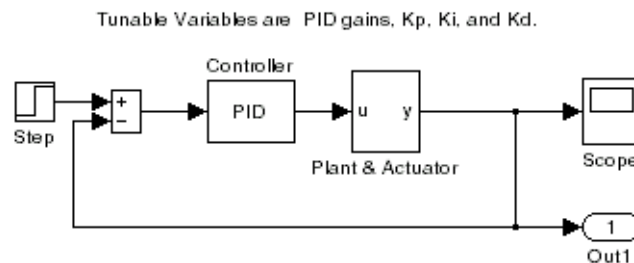 Tunable Variables are PID gains, Kp, Ki, and Kd.
Controller
+
−
PID
u
y
Step
Plant & Actuator
Scope
1
Out1